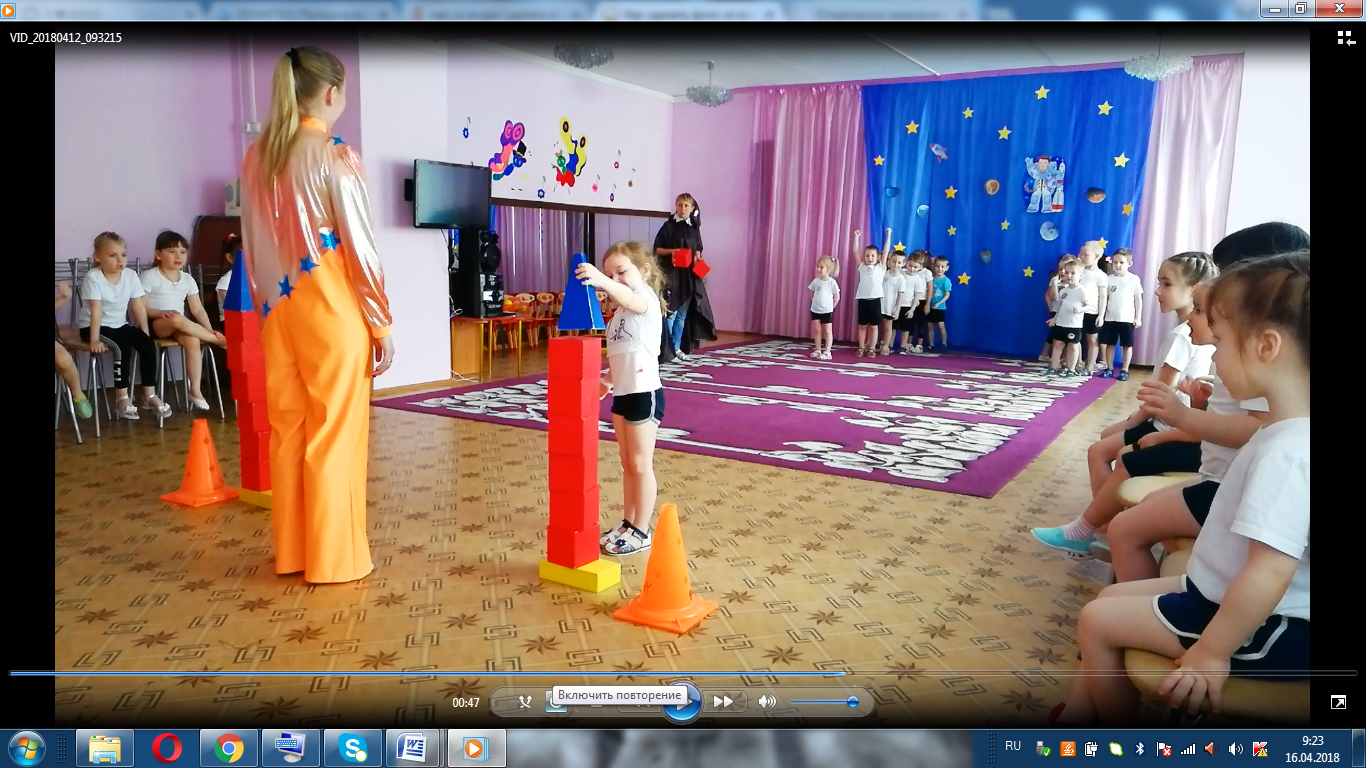 VID_20180412_093215
00:47
Включить повторение
RU
9:23
16.04.2018